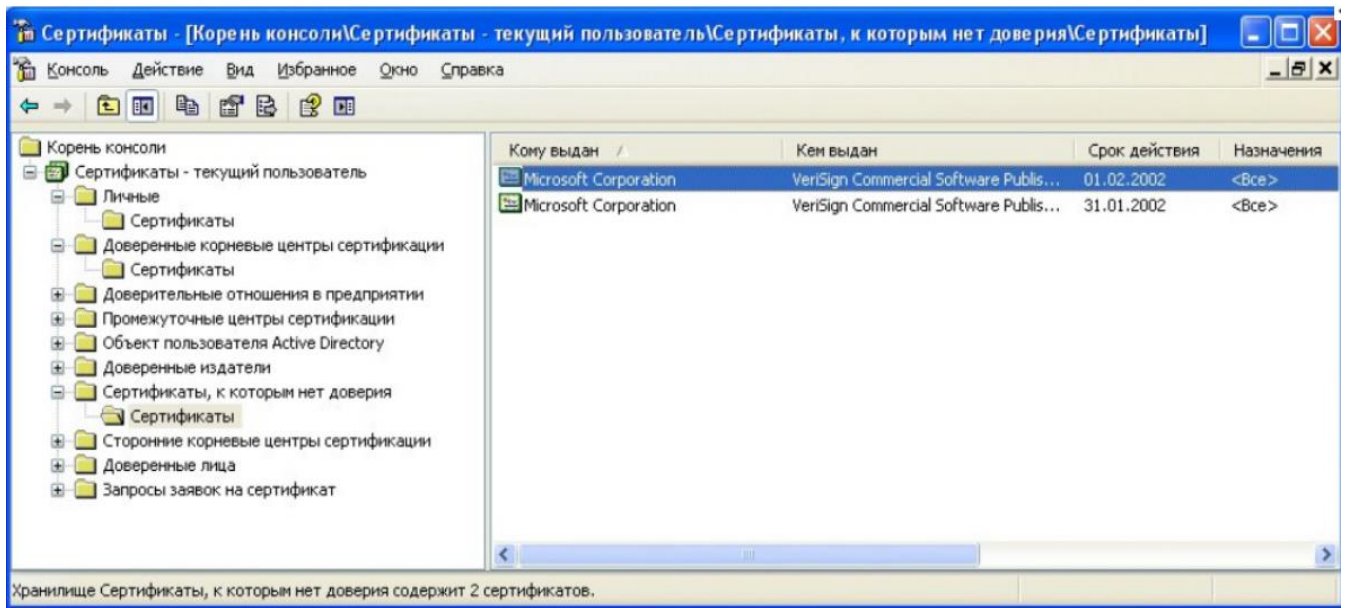 Сертификаты - [Корень консоли\Сертификаты - текущий пользователь\Сертификаты, к которым нет доверия\Сертификаты]
Консоль Действие Вид Избранное Окно Справка
Корень консоли
Сертификаты - текущий пользователь
Личные
Сертификаты
Доверенные корневые центры сертификации
Сертификаты
Доверительные отношения в предприятии
Промежуточные центры сертификации
Объект пользователя Active Directory
Доверенные издатели
Сертификаты, к которым нет доверия
Сертификаты
Сторонние корневые центры сертификации
Доверенные лица
Запросы заявок на сертификат
Кому выдан Кем выдан Срок действия Назначения
Microsoft Corporation VeriSign Commercial Software Publis... 01.02.2002 <Все>
Microsoft Corporation VeriSign Commercial Software Publis... 31.01.2002 <Все>
Хранилище Сертификаты, к которым нет доверия содержит 2 сертификатов.